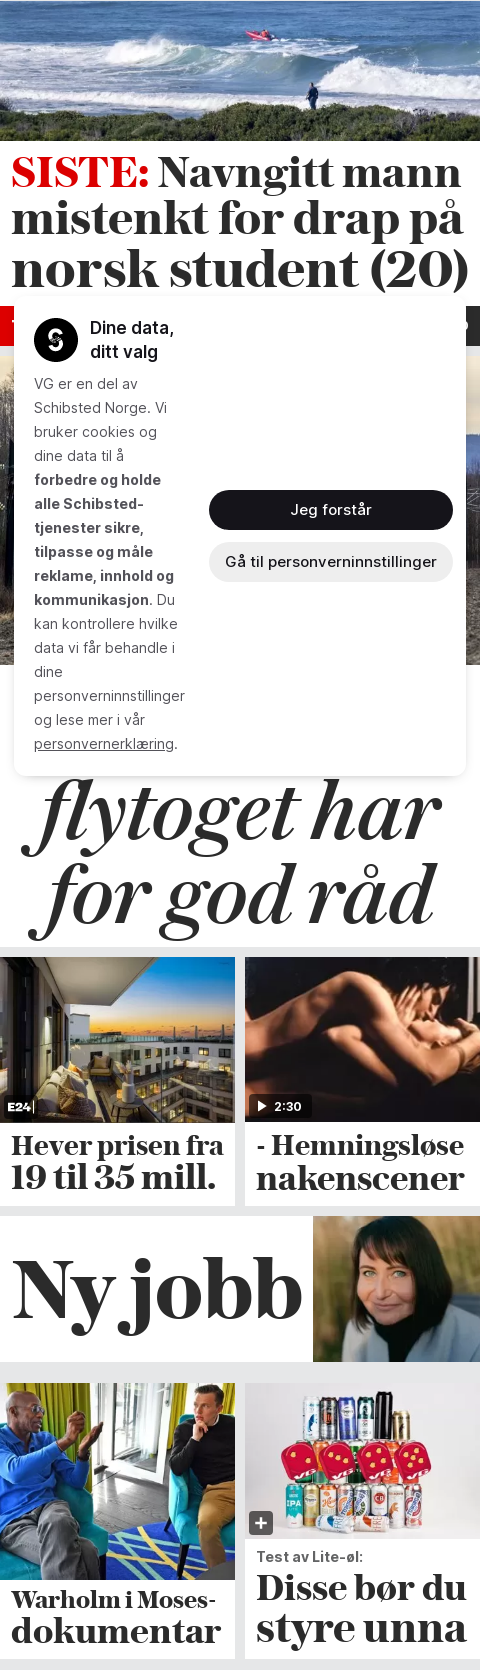 SISTE: Navngitt mann
mistenkt for drap på
norsk student (20)
Dine data,
ditt valg
VG er en del av
Schibsted Norge. Vi
bruker cookies og
dine data til å
forbedre og holde
alle Schibsted-
tjenester sikre,
tilpasse og måle
reklame, innhold og
kommunikasjon. Du
kan kontrollere hvilke
data vi får behandle i
dine
personverninnstillinger
og lese mer i vår
personvernerklæring.
Jeg forstår
Gå til personverninnstillinger
flytoget har
for god råd
E24
2:30
Hever prisen fra
19 til 35 mill.
- Hemningsløse
nakenscener
Ny jobb
Warholm i Moses-
dokumentar
IPA
Test av Lite-øl:
Disse bør du
styre unna